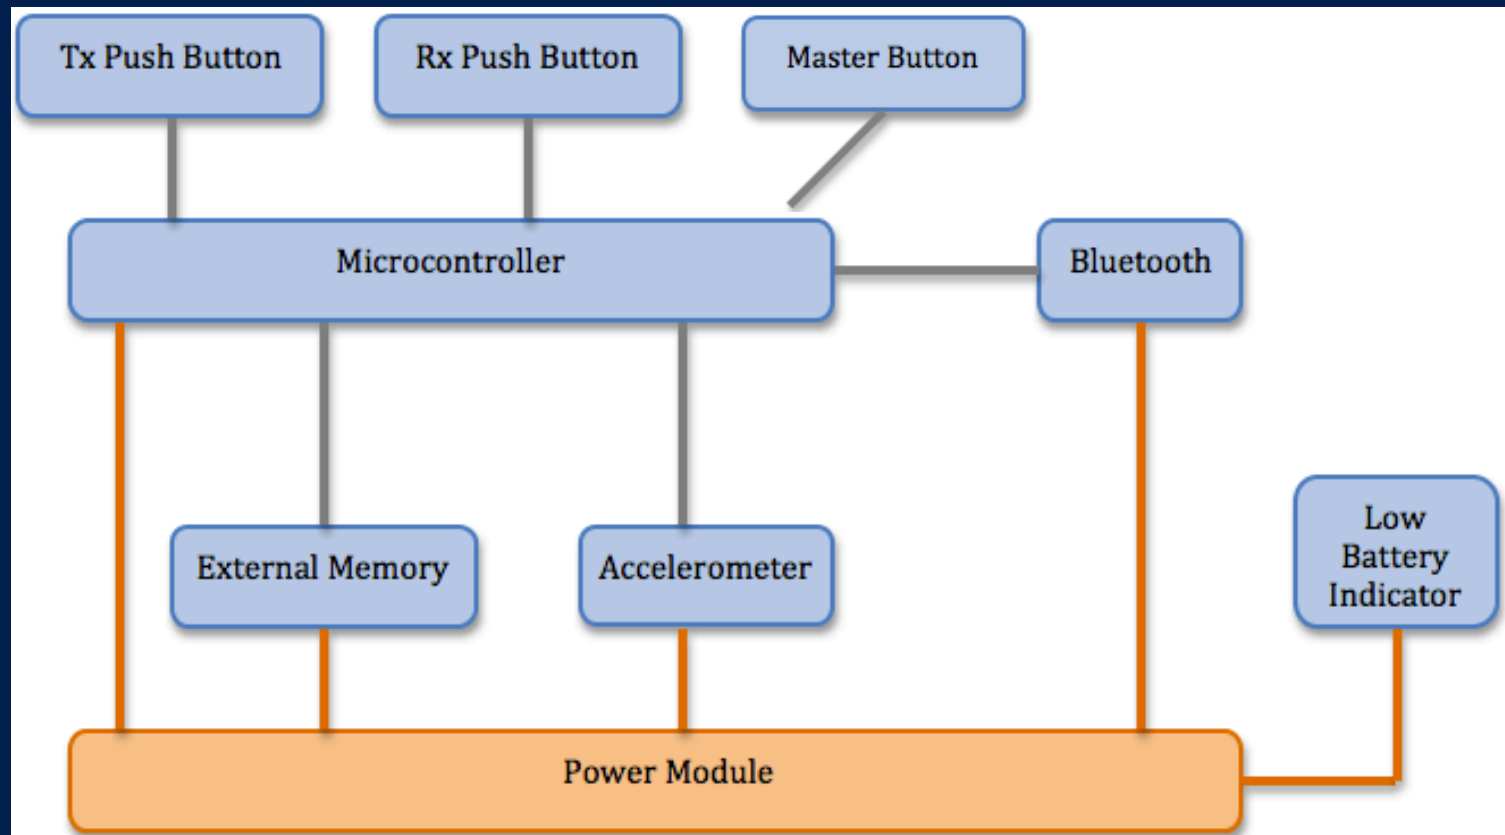 Tx Push Button
Rx Push Button
Master Button
Microcontroller
Bluetooth
External Memory
Accelerometer
Low
Battery
Indicator
Power Module